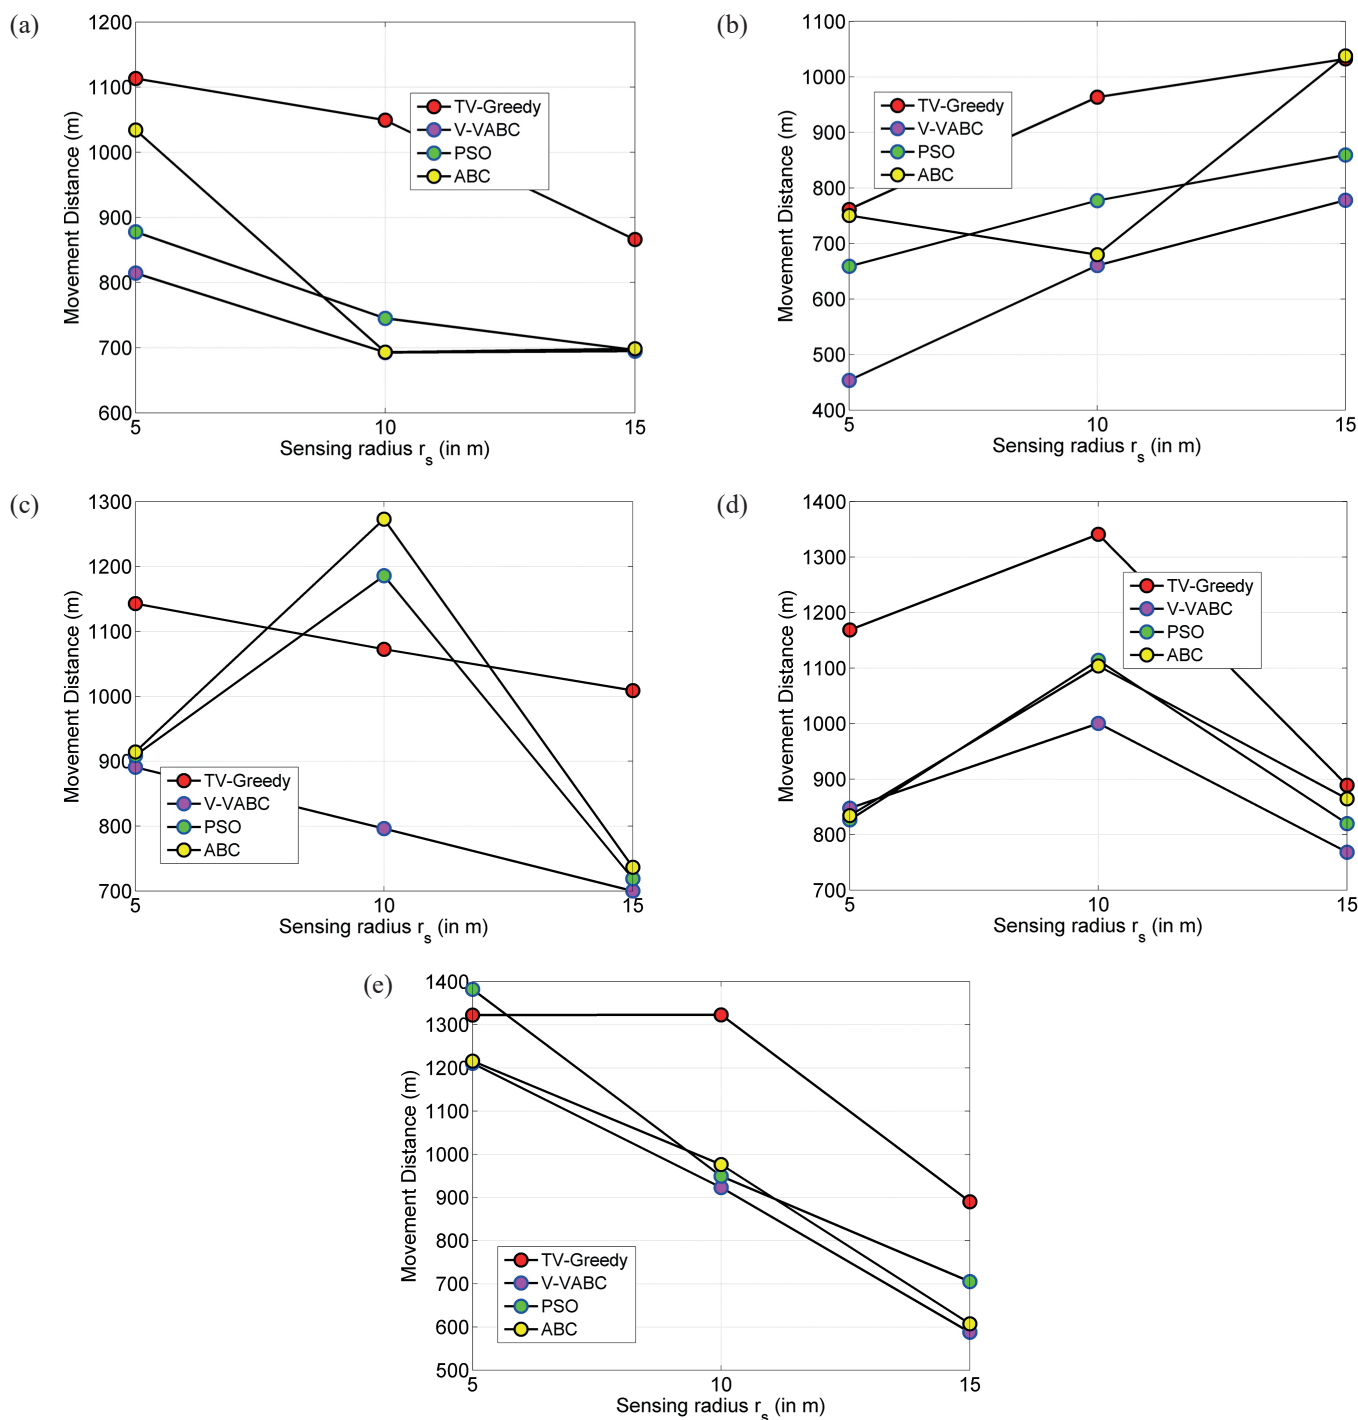 (a)
1200
1100
1000
900
800
700
600
Movement Distance (m)
TV-Greedy
V-VABC
PSO
ABC
5
10
15
Sensing radius r_s (in m)
(b)
1100
1000
900
800
700
600
500
400
Movement Distance (m)
TV-Greedy
V-VABC
PSO
ABC
5
10
15
Sensing radius r_s (in m)
(c)
1300
1200
1100
1000
900
800
700
Movement Distance (m)
TV-Greedy
V-VABC
PSO
ABC
5
10
15
Sensing radius r_s (in m)
(d)
1400
1300
1200
1100
1000
900
800
700
Movement Distance (m)
TV-Greedy
V-VABC
PSO
ABC
5
10
15
Sensing radius r_s (in m)
(e)
1400
1300
1200
1100
1000
900
800
700
600
500
Movement Distance (m)
TV-Greedy
V-VABC
PSO
ABC
5
10
15
Sensing radius r_s (in m)